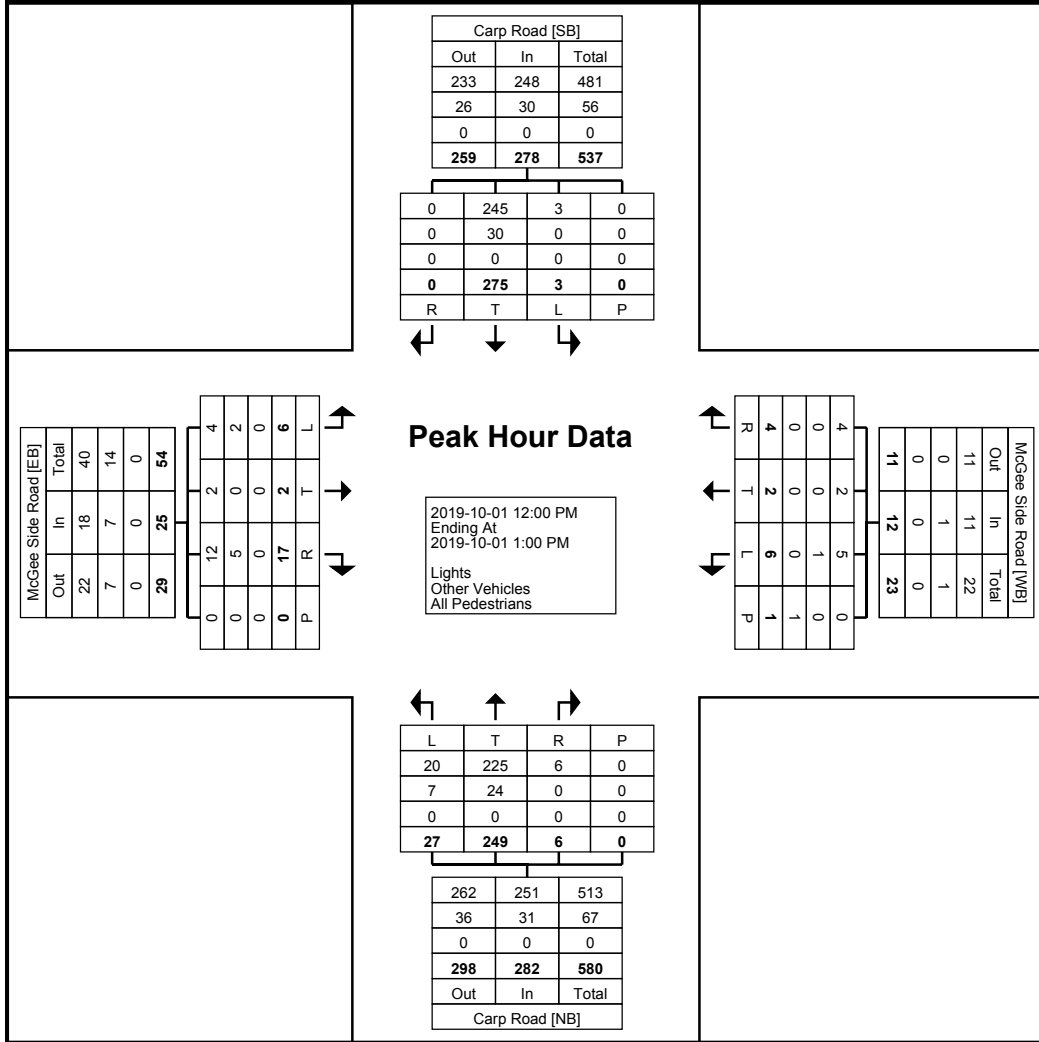 Carp Road [SB]
Out In Total
233 248 481
26 30 56
0 0 0
259 278 537
0 245 3 0
0 30 0 0
0 0 0 0
0 275 3 0
R T L P
McGee Side Road [EB]
Out In Total
22 18 40
7 7 14
0 0 0
29 25 54
0 12 2 4
0 5 0 2
0 0 0 0
0 17 2 6
P R T L
Peak Hour Data
2019-10-01 12:00 PM
Ending At
2019-10-01 1:00 PM
Lights
Other Vehicles
All Pedestrians
McGee Side Road [WB]
Out In Total
11 11 22
0 1 1
0 0 0
11 12 23
4 2 5 0
0 0 1 0
0 0 0 1
4 2 6 1
R T L P
L T R P
20 225 6 0
7 24 0 0
0 0 0 0
27 249 6 0
262 251 513
36 31 67
0 0 0
298 282 580
Out In Total
Carp Road [NB]